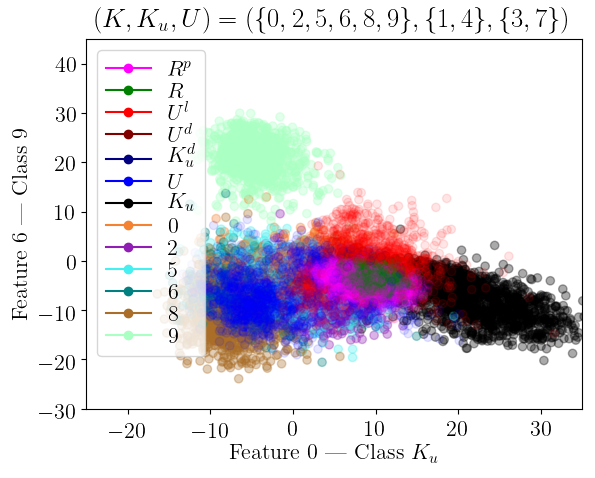 (K, K_u, U) = ({0, 2, 5, 6, 8, 9}, {1, 4}, {3, 7})
Feature 6 — Class 9
40
30
20
10
0
−10
−20
−30
R^p
R
U^l
U^d
K_u^d
U
K_u
0
2
5
6
8
9
−20 −10 0 10 20 30
Feature 0 — Class K_u